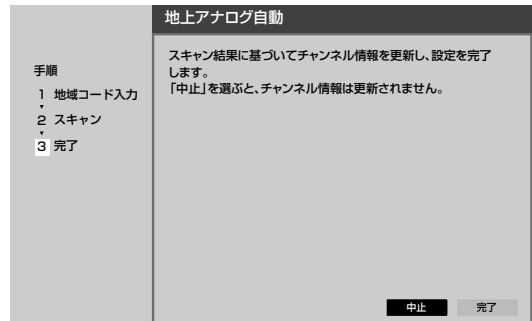 地上アナログ自動
手順
1 地域コード入力
2 スキャン
3 完了
スキャン結果に基づいてチャンネル情報を更新し、設定を完了
します。
「中止」を選ぶと、チャンネル情報は更新されません。
中止 完了